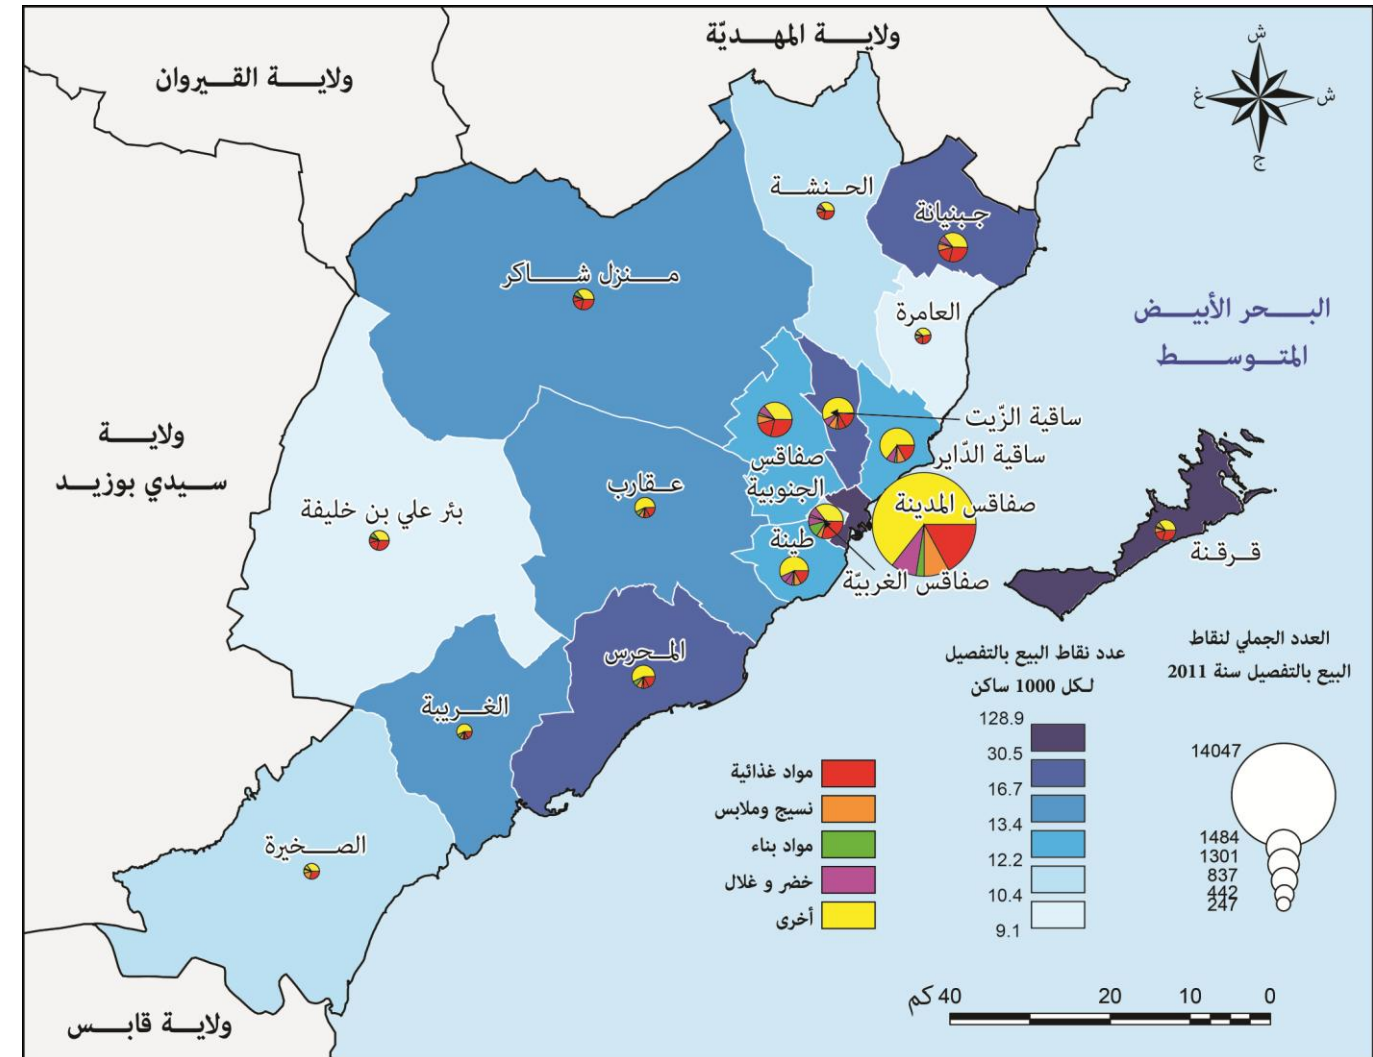 ولاية المهديّة
ولاية القيروان
ش
غ
ش
ج
الحنشة
جبنيانة
منزل شاكر
العامرة
البحر الأبيض
المتوسط
ولاية
سيدي بوزيد
ساقية الزّيت
ساقية الدّاير
صفاقس
الجنوبية
عقارب
بئر علي بن خليفة
صفاقس المدينة
طينة
قرقنة
صفاقس الغربيّة
المحرس
الغريبة
الصخيرة
ولاية قابس
العدد الجملي لنقاط
البيع بالتفصيل سنة 2011
14047
1484
1301
837
442
247
عدد نقاط البيع بالتفصيل
لكل 1000 ساكن
128.9
30.5
16.7
13.4
12.2
10.4
9.1
مواد غذائية
نسيج وملابس
مواد بناء
خضر و غلال
أخرى
40 كم
20
10
0